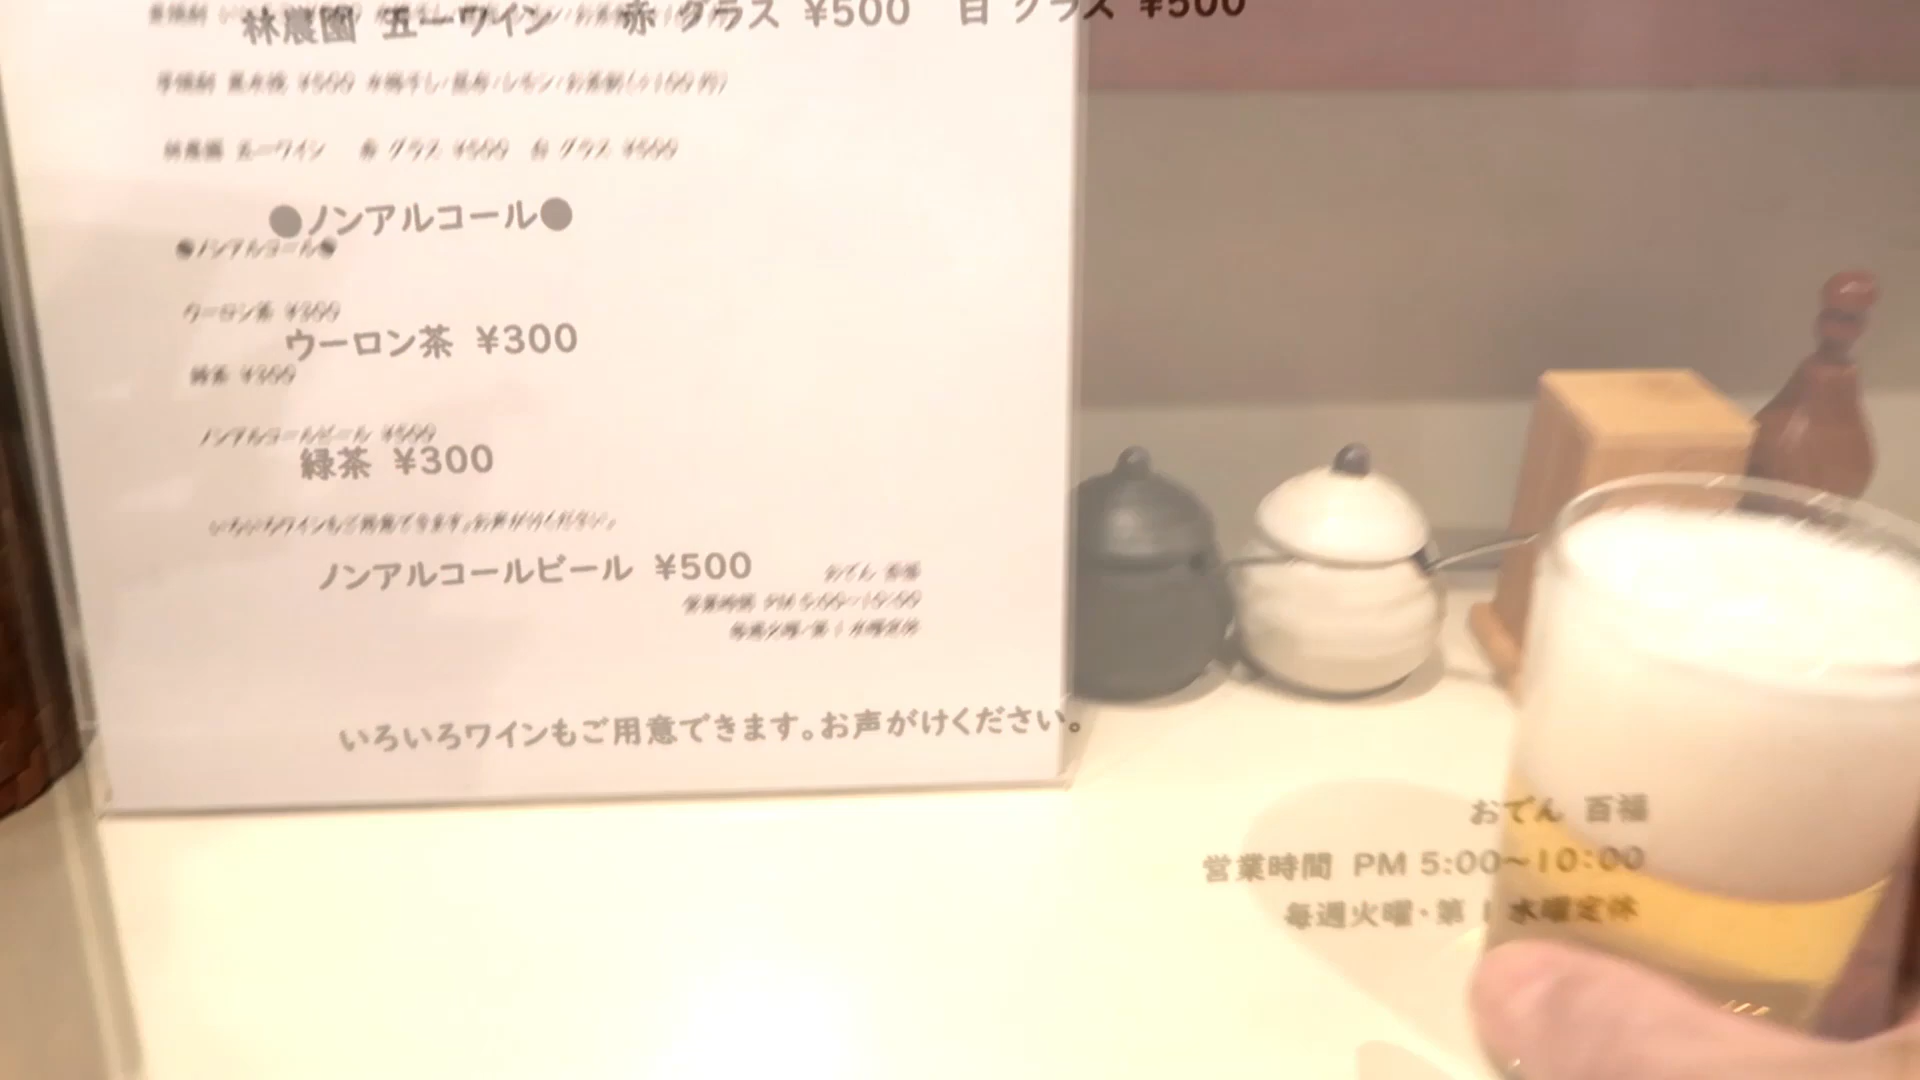 林農園 五一ワイン 赤 グラス ¥500 白 グラス ¥500
●ノンアルコール●
ウーロン茶 ¥300
緑茶 ¥300
ノンアルコールビール ¥500
いろいろワインもご用意できます。お声がけください。
おでん 百福
営業時間 PM 5:00~10:00
毎週火曜・第1水曜定休